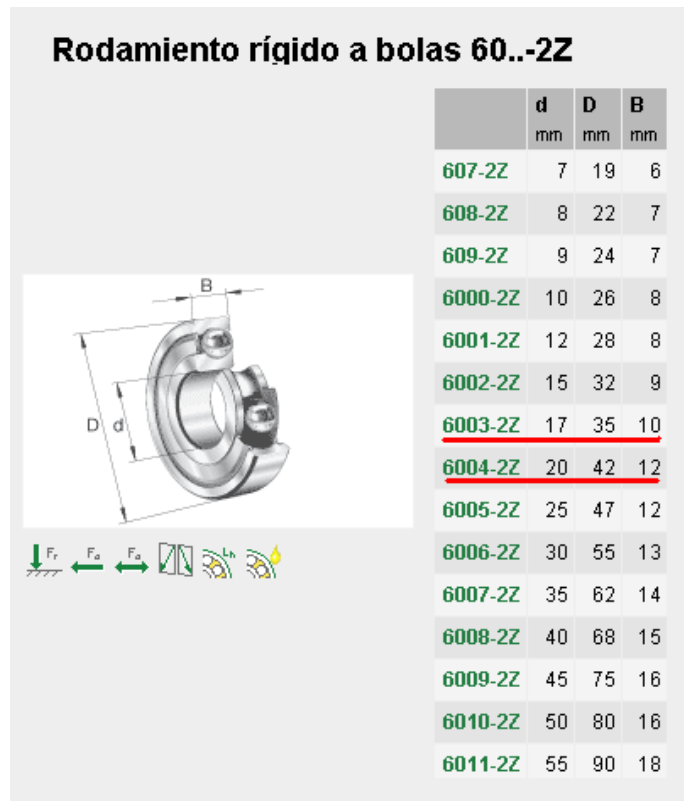 Rodamiento rígido a bolas 60..-2Z
d D B
mm mm mm
607-2Z 7 19 6
608-2Z 8 22 7
609-2Z 9 24 7
6000-2Z 10 26 8
6001-2Z 12 28 8
6002-2Z 15 32 9
6003-2Z 17 35 10
6004-2Z 20 42 12
6005-2Z 25 47 12
6006-2Z 30 55 13
6007-2Z 35 62 14
6008-2Z 40 68 15
6009-2Z 45 75 16
6010-2Z 50 80 16
6011-2Z 55 90 18
B
D d
Fr Fa Fa Lh